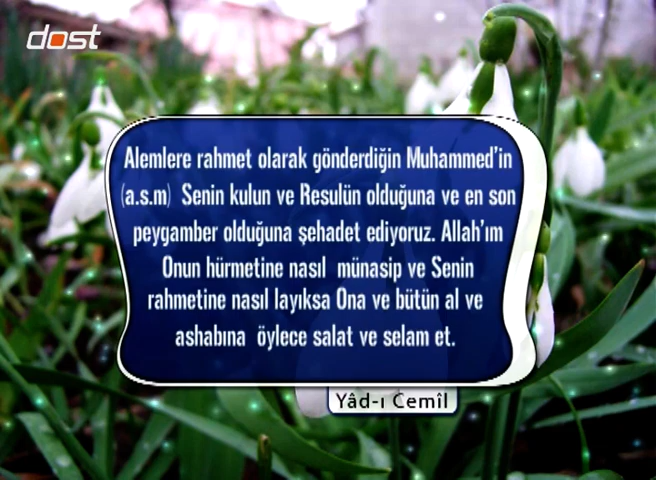 dost
Alemlere rahmet olarak gönderdiğin Muhammed'in
(a.s.m) Senin kulun ve Resulün olduğuna ve en son
peygamber olduğuna şehadet ediyoruz. Allah'ım
Onun hürmetine nasıl münasip ve Senin
rahmetine nasıl layıksa Ona ve bütün al ve
ashabına öylece salat ve selam et.
Yâd-ı Cemîl